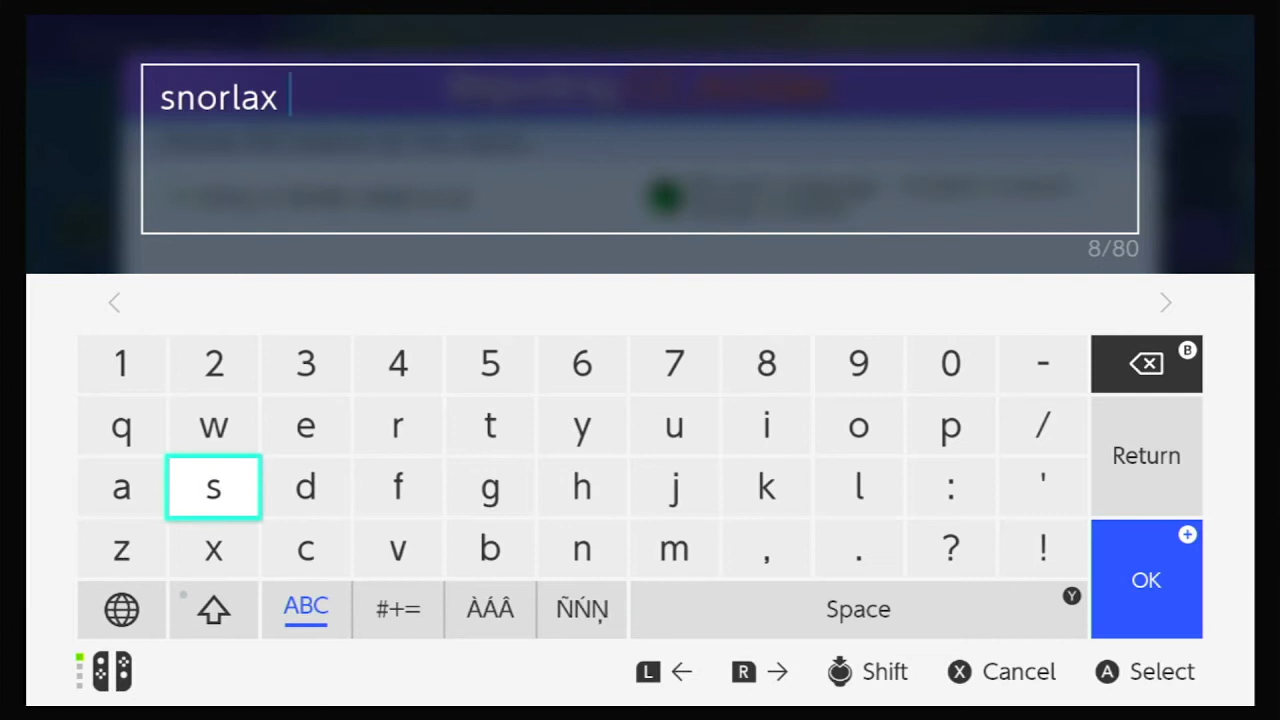 snorlax
8/80
1 2 3 4 5 6 7 8 9 0 - B
q w e r t y u i o p / Return
a s d f g h j k l : '
z x c v b n m , . ? ! OK +
ABC #+= ÀÁÂ ÑŃŅ Space Y
L ← R → Shift X Cancel A Select